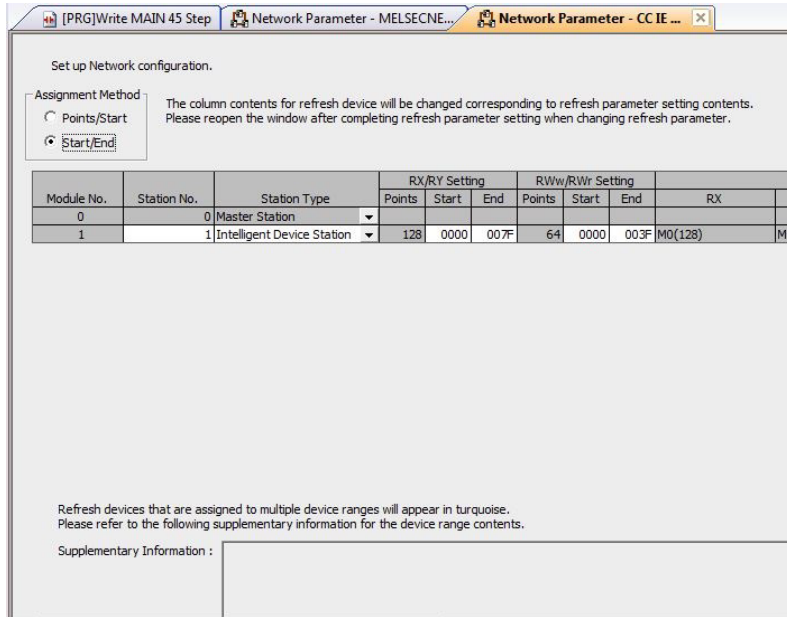 [PRG]Write MAIN 45 Step Network Parameter - MELSECNE... Network Parameter - CC IE ...
Set up Network configuration.
Assignment Method
The column contents for refresh device will be changed corresponding to refresh parameter setting contents.
Points/Start
Please reopen the window after completing refresh parameter setting when changing refresh parameter.
Start/End
RX/RY Setting RWw/RWr Setting
Module No. Station No. Station Type Points Start End Points Start End RX
0 0 Master Station
1 1 Intelligent Device Station 128 0000 007F 64 0000 003F M0(128) M
Refresh devices that are assigned to multiple device ranges will appear in turquoise.
Please refer to the following supplementary information for the device range contents.
Supplementary Information :